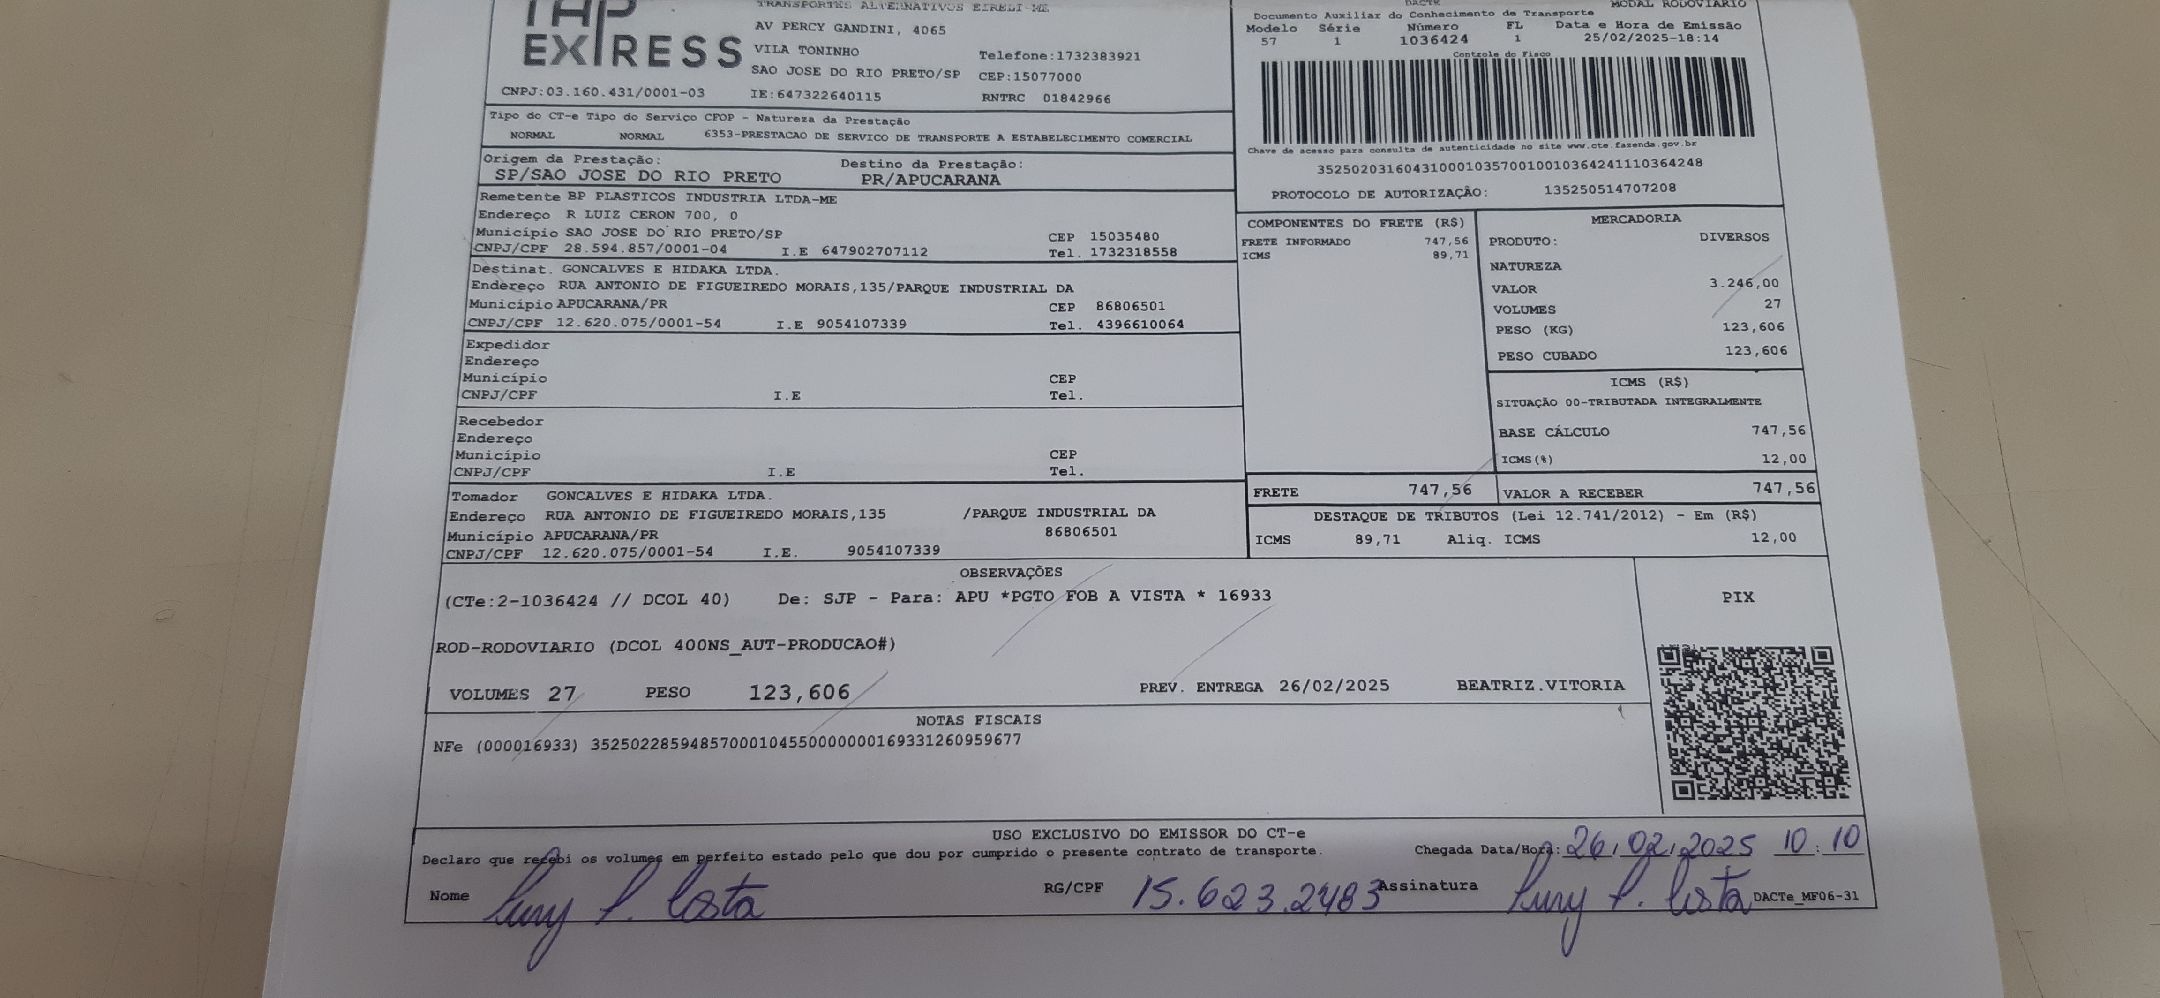 EXPRESS
TRANSPORTES ALTERNATIVOS EIRELI-ME
AV PERCY GANDINI, 4065
VILA TONINHO
Telefone:1732383921
SAO JOSE DO RIO PRETO/SP CEP:15077000
CNPJ:03.160.431/0001-03 IE:647322640115 RNTRC 01842966
DACTE MODAL RODOVIÁRIO
Documento Auxiliar do Conhecimento de Transporte
Modelo Série Número FL Data e Hora de Emissão
57 1 1036424 1 25/02/2025-18:14
Controle do Fisco
Chave de acesso para consulta de autenticidade no site www.cte.fazenda.gov.br
35250203160431000103570010010364241110364248
PROTOCOLO DE AUTORIZAÇÃO: 135250514707208
Tipo do CT-e Tipo do Serviço CFOP - Natureza da Prestação
NORMAL NORMAL 6353-PRESTACAO DE SERVICO DE TRANSPORTE A ESTABELECIMENTO COMERCIAL
Origem da Prestação: Destino da Prestação:
SP/SAO JOSE DO RIO PRETO PR/APUCARANA
Remetente BP PLASTICOS INDUSTRIA LTDA-ME
Endereço R LUIZ CERON 700, 0
Município SAO JOSE DO RIO PRETO/SP CEP 15035480
CNPJ/CPF 28.594.857/0001-04 I.E 647902707112 Tel. 1732318558
Destinat. GONCALVES E HIDAKA LTDA.
Endereço RUA ANTONIO DE FIGUEIREDO MORAIS,135/PARQUE INDUSTRIAL DA
Município APUCARANA/PR CEP 86806501
CNPJ/CPF 12.620.075/0001-54 I.E 9054107339 Tel. 4396610064
Expedidor
Endereço
Município CEP
CNPJ/CPF I.E Tel.
Recebedor
Endereço
Município CEP
CNPJ/CPF I.E Tel.
Tomador GONCALVES E HIDAKA LTDA.
Endereço RUA ANTONIO DE FIGUEIREDO MORAIS,135 /PARQUE INDUSTRIAL DA
Município APUCARANA/PR 86806501
CNPJ/CPF 12.620.075/0001-54 I.E. 9054107339
COMPONENTES DO FRETE (R$)
FRETE INFORMADO 747,56
ICMS 89,71
MERCADORIA
PRODUTO: DIVERSOS
NATUREZA
VALOR 3.246,00
VOLUMES 27
PESO (KG) 123,606
PESO CUBADO 123,606
ICMS (R$)
SITUAÇÃO 00-TRIBUTADA INTEGRALMENTE
BASE CÁLCULO 747,56
ICMS(%) 12,00
FRETE 747,56 VALOR A RECEBER 747,56
DESTAQUE DE TRIBUTOS (Lei 12.741/2012) - Em (R$)
ICMS 89,71 Aliq. ICMS 12,00
OBSERVAÇÕES
(CTe:2-1036424 // DCOL 40) De: SJP - Para: APU *PGTO FOB A VISTA * 16933
ROD-RODOVIARIO (DCOL 400NS_AUT-PRODUCAO#)
VOLUMES 27 PESO 123,606 PREV. ENTREGA 26/02/2025 BEATRIZ.VITORIA
PIX
NOTAS FISCAIS
NFe (000016933) 35250228594857000104550000000169331260959677
USO EXCLUSIVO DO EMISSOR DO CT-e
Declaro que recebi os volumes em perfeito estado pelo que dou por cumprido o presente contrato de transporte. Chegada Data/Hora: 26/02/2025 10:10
Nome P. Costa RG/CPF 15.623.2483 Assinatura P. Costa DACTe_MF06-31